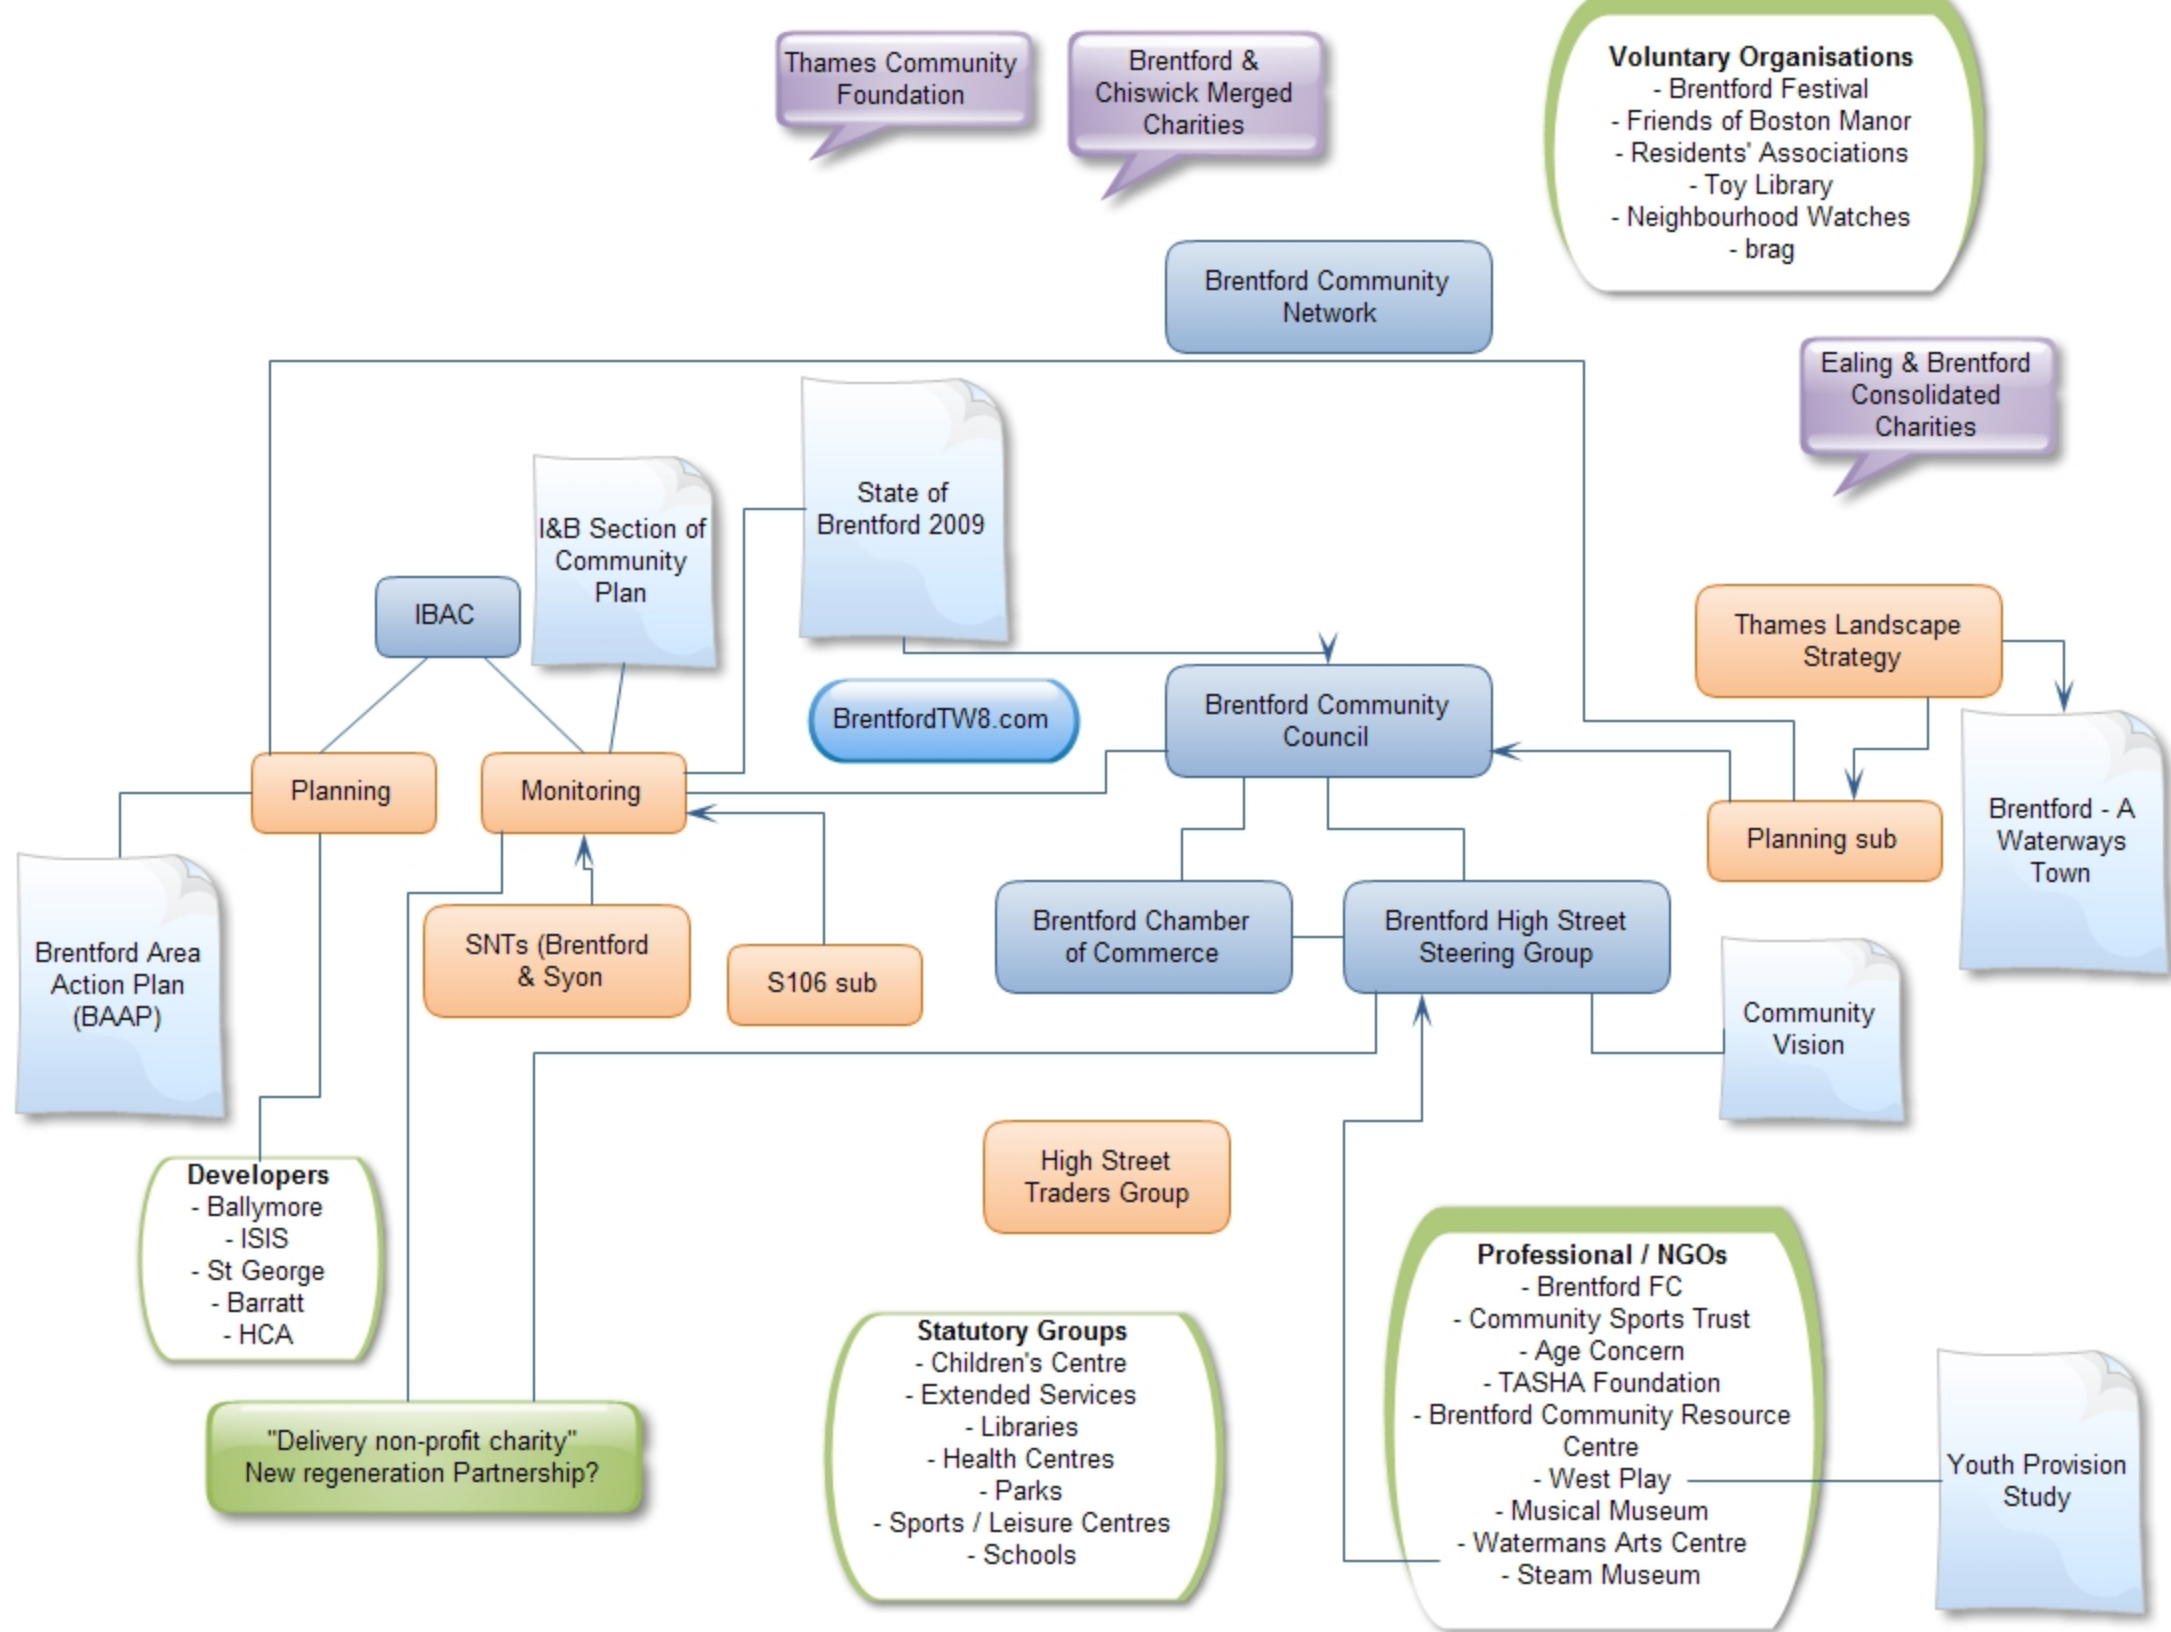 Thames Community
Foundation
Brentford &
Chiswick Merged
Charities
Voluntary Organisations
- Brentford Festival
- Friends of Boston Manor
- Residents' Associations
- Toy Library
- Neighbourhood Watches
- brag
Brentford Community
Network
Ealing & Brentford
Consolidated
Charities
State of
Brentford 2009
I&B Section of
Community
Plan
IBAC
Thames Landscape
Strategy
BrentfordTW8.com
Brentford Community
Council
Planning
Monitoring
Planning sub
Brentford - A
Waterways
Town
Brentford Area
Action Plan
(BAAP)
SNTs (Brentford
& Syon
S106 sub
Brentford Chamber
of Commerce
Brentford High Street
Steering Group
Community
Vision
High Street
Traders Group
Developers
- Ballymore
- ISIS
- St George
- Barratt
- HCA
"Delivery non-profit charity"
New regeneration Partnership?
Statutory Groups
- Children's Centre
- Extended Services
- Libraries
- Health Centres
- Parks
- Sports / Leisure Centres
- Schools
Professional / NGOs
- Brentford FC
- Community Sports Trust
- Age Concern
- TASHA Foundation
- Brentford Community Resource
Centre
- West Play
- Musical Museum
- Watermans Arts Centre
- Steam Museum
Youth Provision
Study